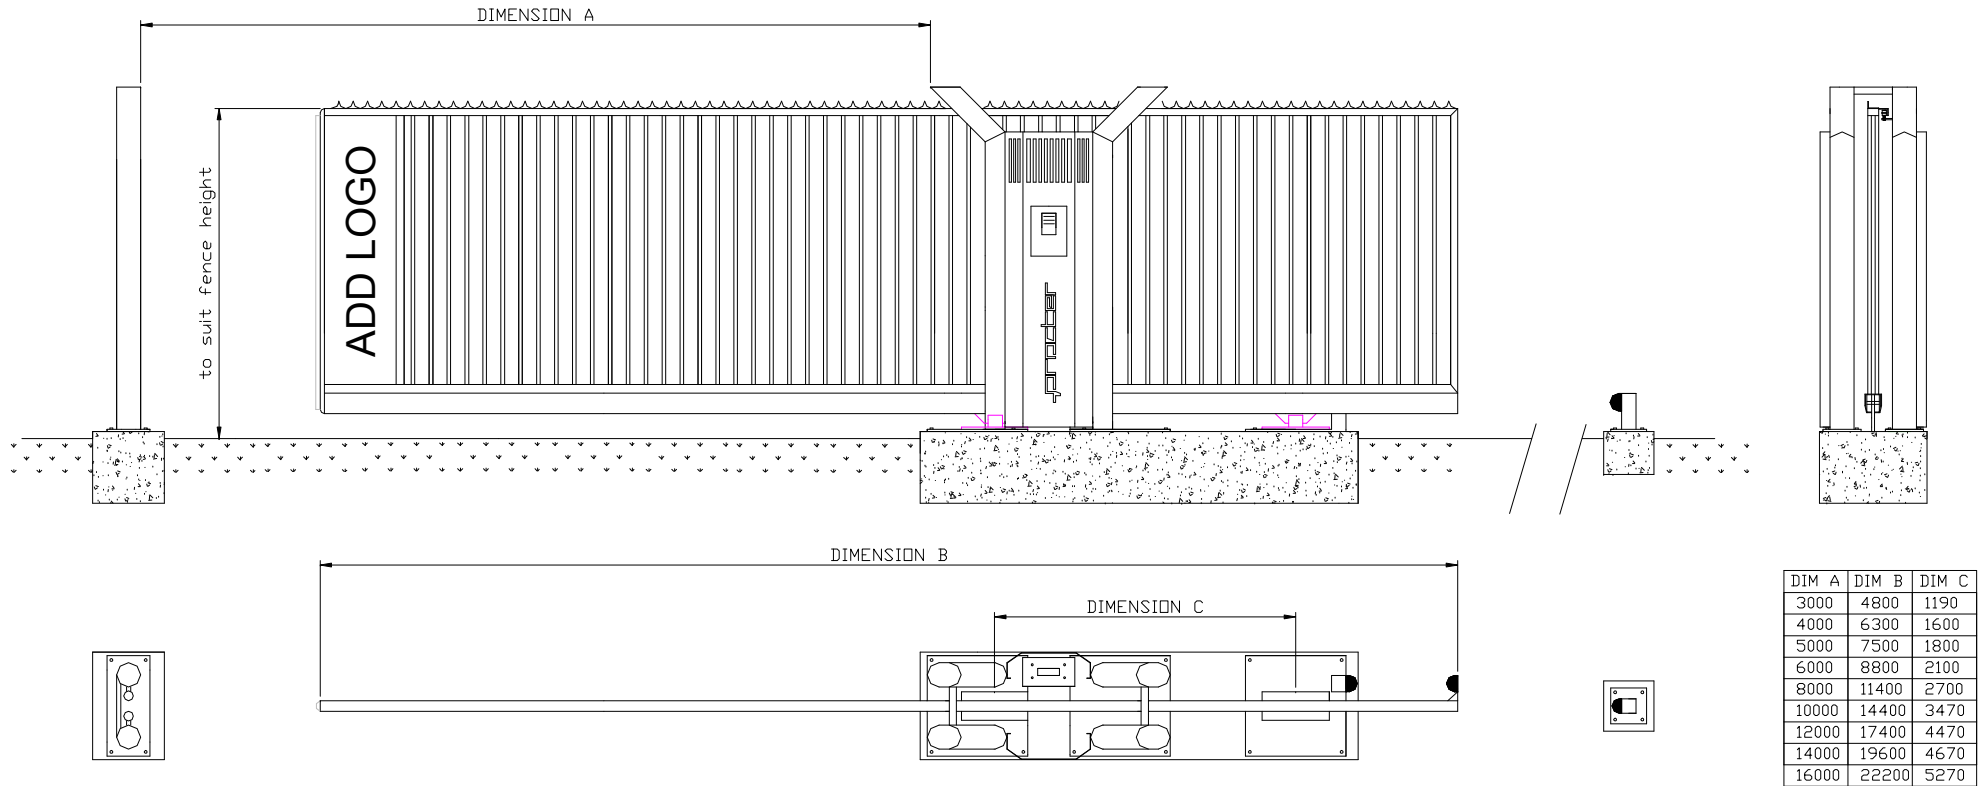 DIMENSION A
to suit fence height
ADD LOGO
DIMENSION B
DIMENSION C
DIM A DIM B DIM C
3000 4800 1190
4000 6300 1600
5000 7500 1800
6000 8800 2100
8000 11400 2700
10000 14400 3470
12000 17400 4470
14000 19600 4670
16000 22200 5270